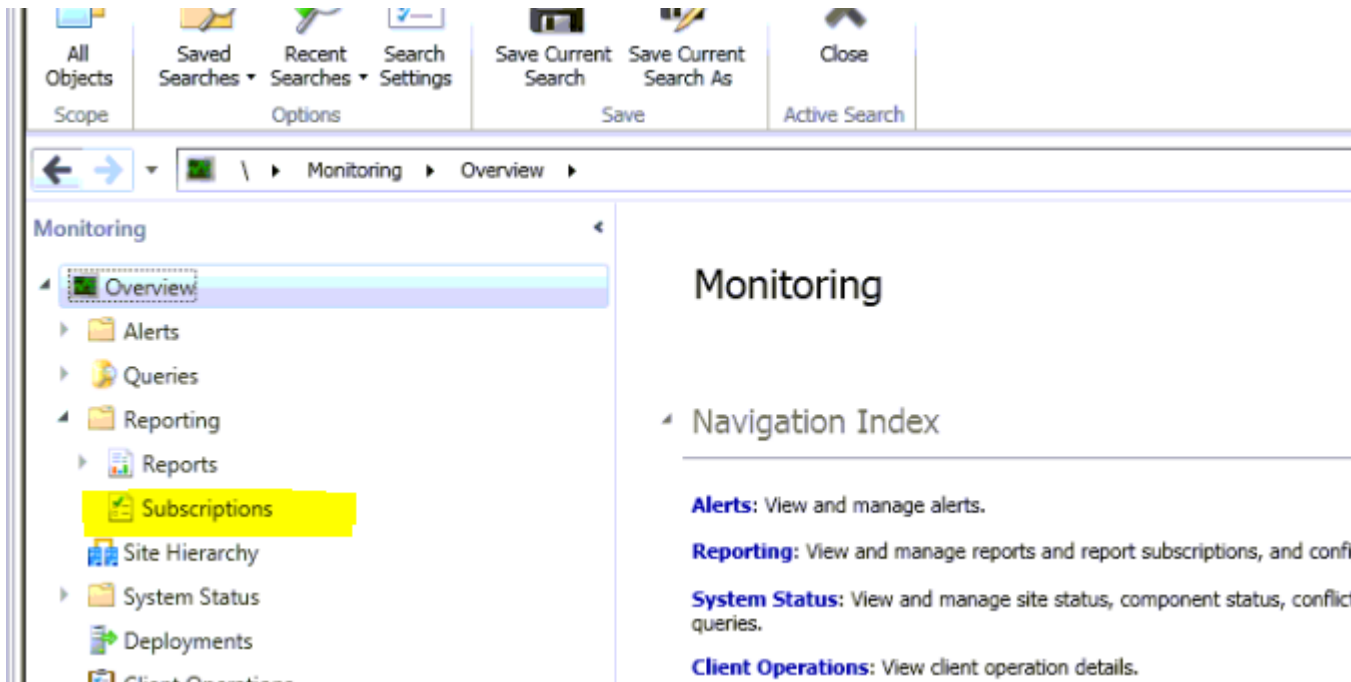 All Objects
Saved Searches
Recent Searches
Search Settings
Save Current Search
Save Current Search As
Close
Scope
Options
Save
Active Search
\ Monitoring Overview
Monitoring
Overview
Alerts
Queries
Reporting
Reports
Subscriptions
Site Hierarchy
System Status
Deployments
Client Operations
Monitoring
Navigation Index
Alerts: View and manage alerts.
Reporting: View and manage reports and report subscriptions, and confi
System Status: View and manage site status, component status, conflict
queries.
Client Operations: View client operation details.